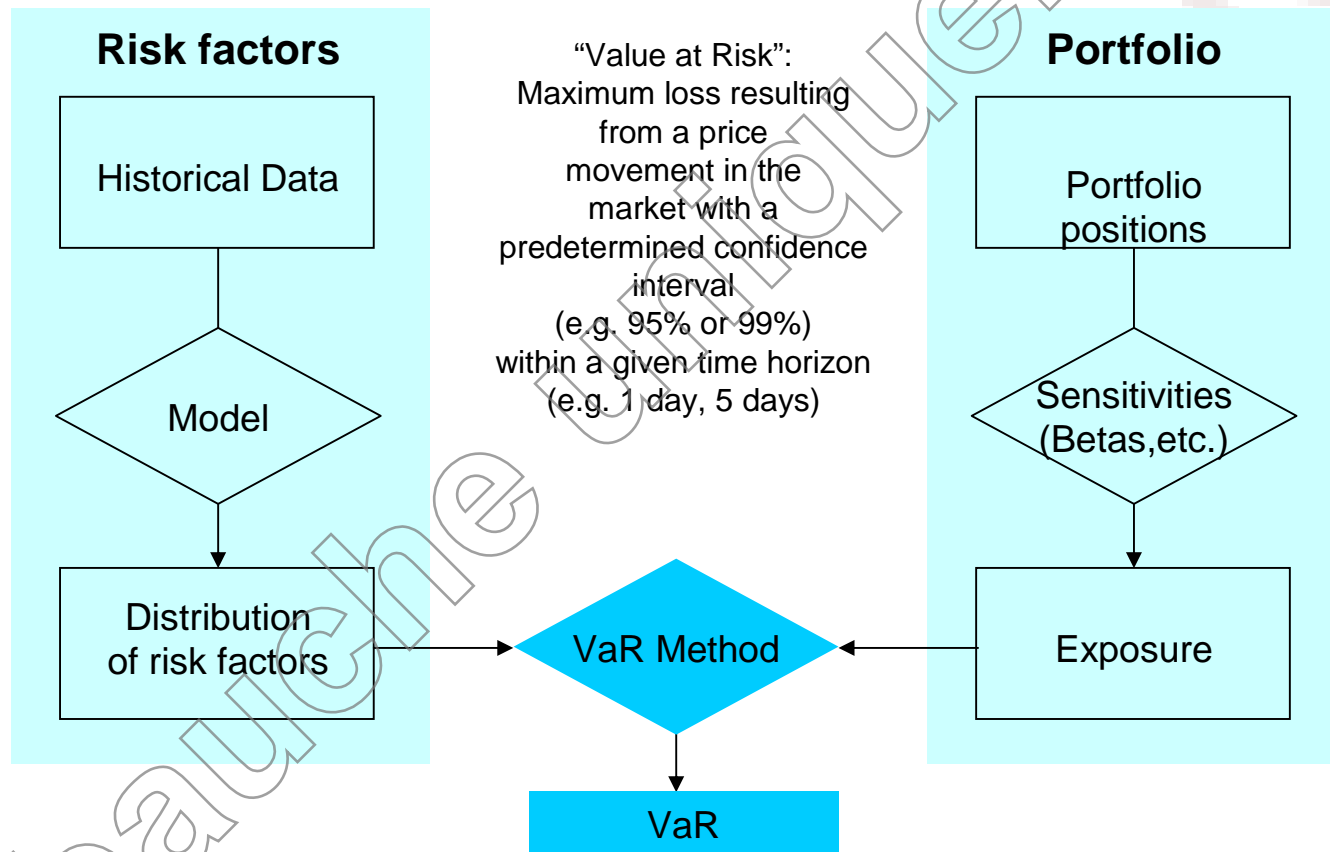 Risk factors
Historical Data
Model
Distribution
of risk factors
“Value at Risk”:
Maximum loss resulting
from a price
movement in the
market with a
predetermined confidence
interval
(e.g. 95% or 99%)
within a given time horizon
(e.g. 1 day, 5 days)
VaR Method
VaR
Portfolio
Portfolio
positions
Sensitivities
(Betas,etc.)
Exposure